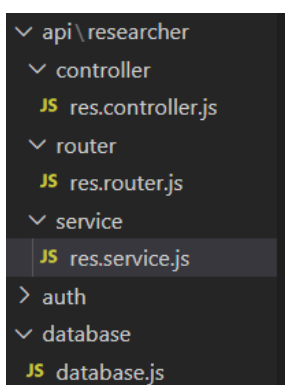 api\researcher
controller
JS res.controller.js
router
JS res.router.js
service
JS res.service.js
auth
database
JS database.js